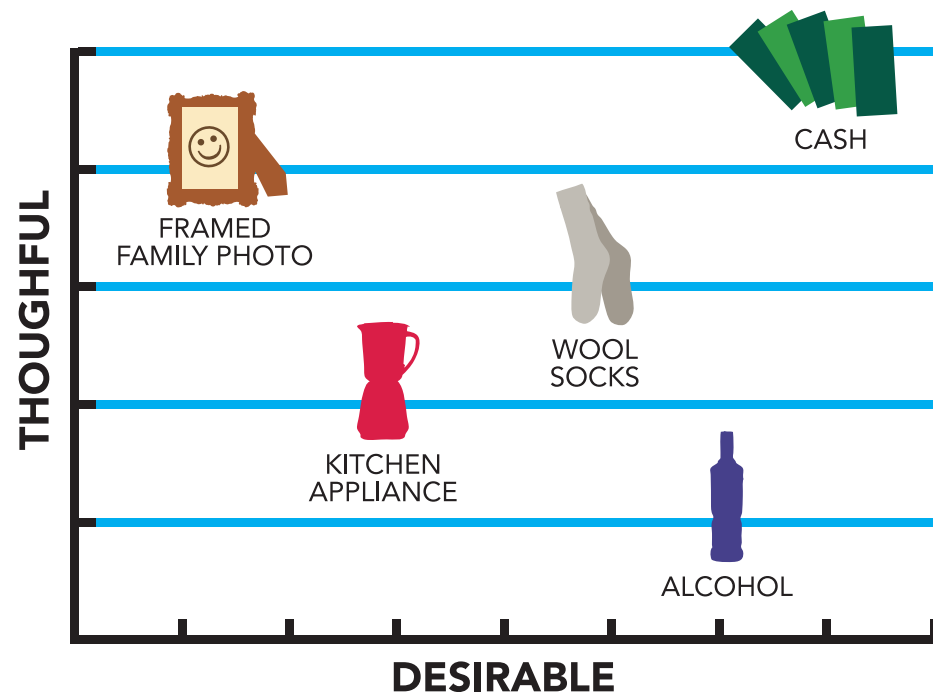 THOUGHFUL
CASH
FRAMED
FAMILY PHOTO
WOOL
SOCKS
KITCHEN
APPLIANCE
ALCOHOL
DESIRABLE